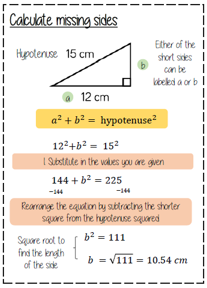 Calculate missing sides
Hypotenuse 15 cm
Either of the
short sides
can be
labelled a or b
b
a 12 cm
a² + b² = hypotenuse²
12² + b² = 15²
1. Substitute in the values you are given
144 + b² = 225
−144 −144
Rearrange the equation by subtracting the shorter
square from the hypotenuse squared
Square root to
find the length
of the side
b² = 111
b = √111 = 10.54 cm